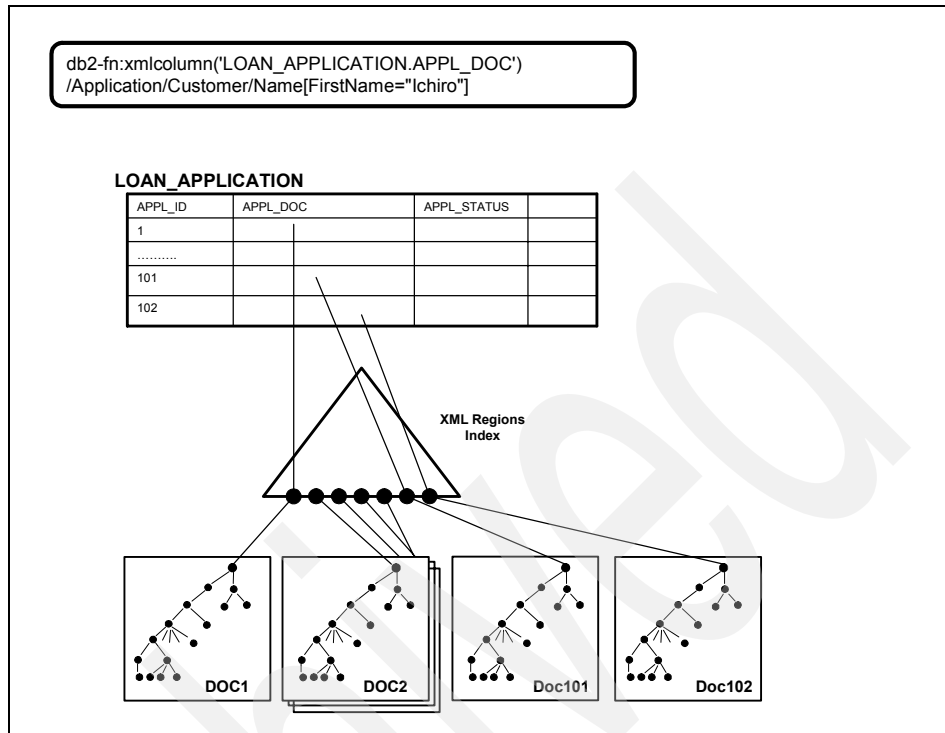 db2-fn:xmlcolumn('LOAN_APPLICATION.APPL_DOC')
/Application/Customer/Name[FirstName="Ichiro"]
LOAN_APPLICATION
APPL_ID APPL_DOC APPL_STATUS
1
..........
101
102
XML Regions
Index
DOC1 DOC2 Doc101 Doc102
hived